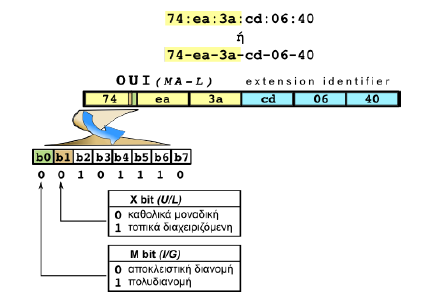 74:ea:3a:cd:06:40
ή
74-ea-3a-cd-06-40
OUI (MA-L) extension identifier
74 ea 3a cd 06 40
b0 b1 b2 b3 b4 b5 b6 b7
0 0 1 0 1 1 1 0
X bit (U/L)
0 καθολικά μοναδική
1 τοπικά διαχειριζόμενη
M bit (I/G)
0 αποκλειστική διανομή
1 πολυδιανομή